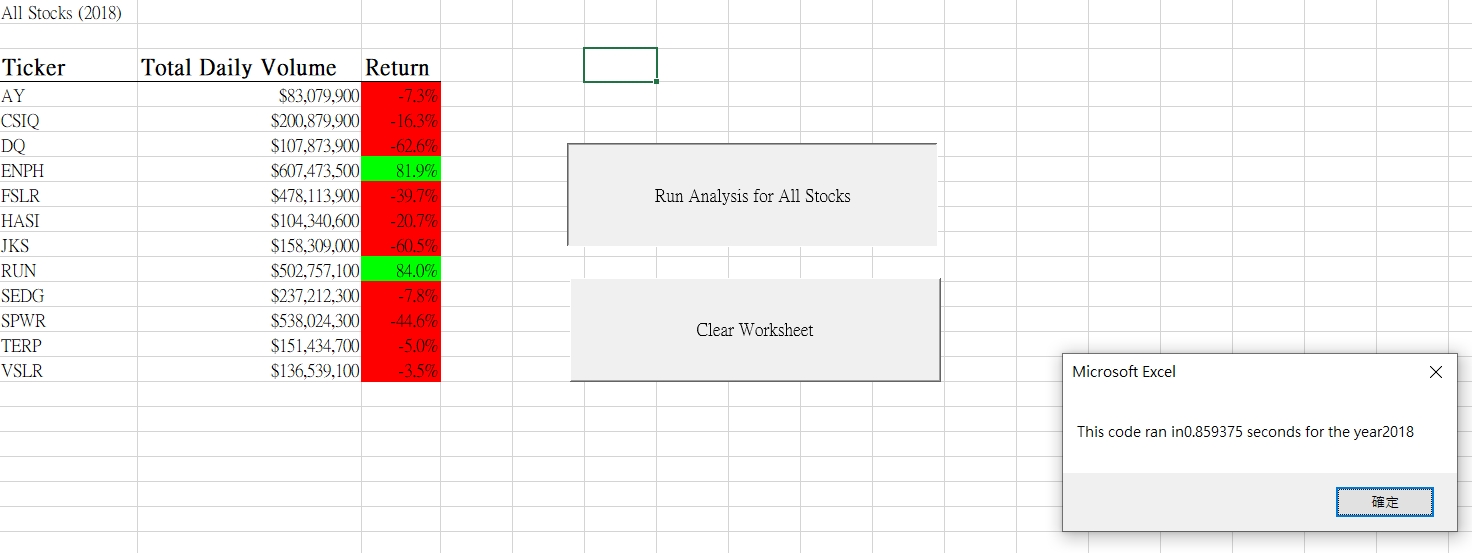 All Stocks (2018)
Ticker Total Daily Volume Return
AY $83,079,900 -7.3%
CSIQ $200,879,900 -16.3%
DQ $107,873,900 -62.6%
ENPH $607,473,500 81.9%
FSLR $478,113,900 -39.7%
HASI $104,340,600 -20.7%
JKS $158,309,000 -60.5%
RUN $502,757,100 84.0%
SEDG $237,212,300 -7.8%
SPWR $538,024,300 -44.6%
TERP $151,434,700 -5.0%
VSLR $136,539,100 -3.5%
Run Analysis for All Stocks
Clear Worksheet
Microsoft Excel
This code ran in0.859375 seconds for the year2018
確定